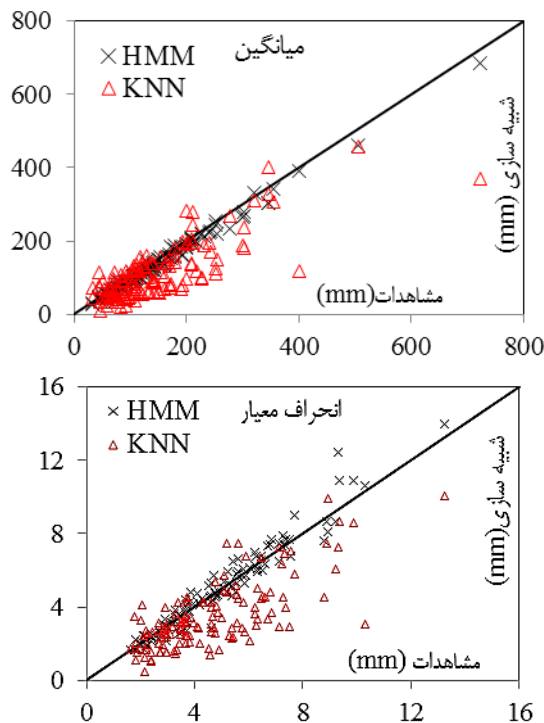 800
600
400
200
0
0 200 400 600 800
میانگین
HMM
KNN
شبیه سازی (mm)
مشاهدات (mm)
16
12
8
4
0
0 4 8 12 16
انحراف معیار
HMM
KNN
شبیه سازی (mm)
مشاهدات (mm)